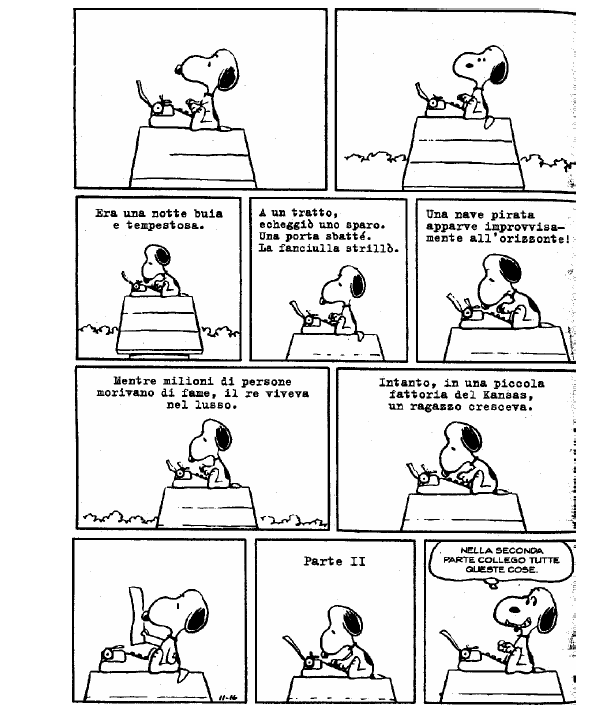 Era una notte buia
e tempestosa.
A un tratto,
echeggiò uno sparo.
Una porta sbatté.
La fanciulla strillò.
Una nave pirata
apparve improvvisa-
mente all'orizzonte!
Mentre milioni di persone
morivano di fame, il re viveva
nel lusso.
Intanto, in una piccola
fattoria del Kansas,
un ragazzo cresceva.
11-16
Parte II
NELLA SECONDA
PARTE COLLEGO TUTTE
QUESTE COSE.